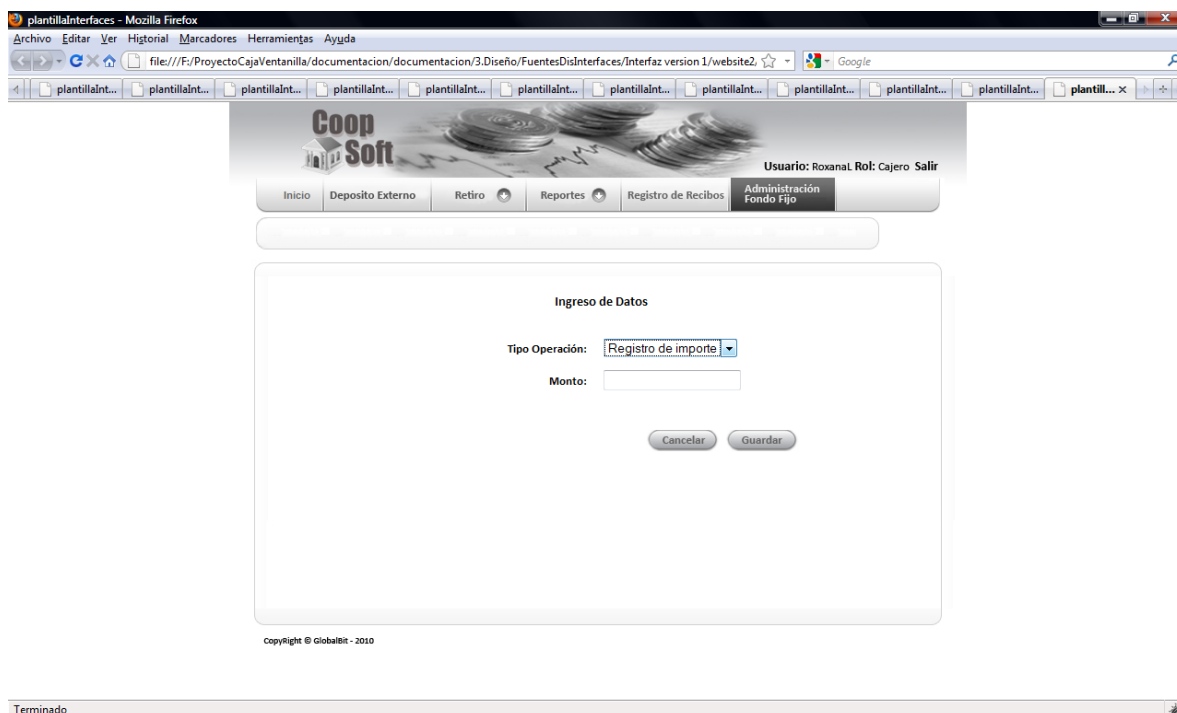 plantillaInterfaces - Mozilla Firefox
Archivo Editar Ver Historial Marcadores Herramientas Ayuda
file:///F:/ProyectoCajaVentanilla/documentacion/documentacion/3.Diseño/FuentesDisInterfaces/Interfaz version 1/website2, Google
plantillaInt... plantillaInt... plantillaInt... plantillaInt... plantillaInt... plantillaInt... plantillaInt... plantillaInt... plantillaInt... plantillaInt... plantillaInt... plantill...
Coop
Soft
Usuario: RoxanaL Rol: Cajero Salir
Inicio Deposito Externo Retiro Reportes Registro de Recibos Administración
Fondo Fijo
Ingreso de Datos
Tipo Operación: Registro de importe
Monto:
Cancelar Guardar
CopyRight © GlobalBit - 2010
Terminado